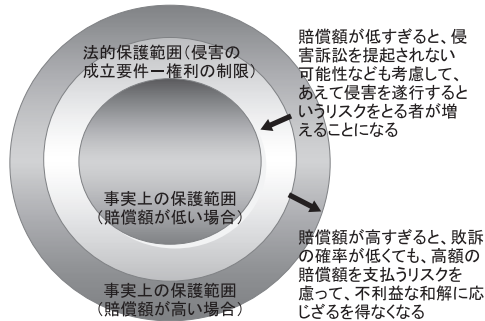 法的保護範囲(侵害の
成立要件ー権利の制限)
事実上の保護範囲
(賠償額が低い場合)
事実上の保護範囲
(賠償額が高い場合)
賠償額が低すぎると、侵
害訴訟を提起されない
可能性なども考慮して、
あえて侵害を遂行すると
いうリスクをとる者が増
えることになる
賠償額が高すぎると、敗訴
の確率が低くても、高額の
賠償額を支払うリスクを
慮って、不利益な和解に応
じざるを得なくなる